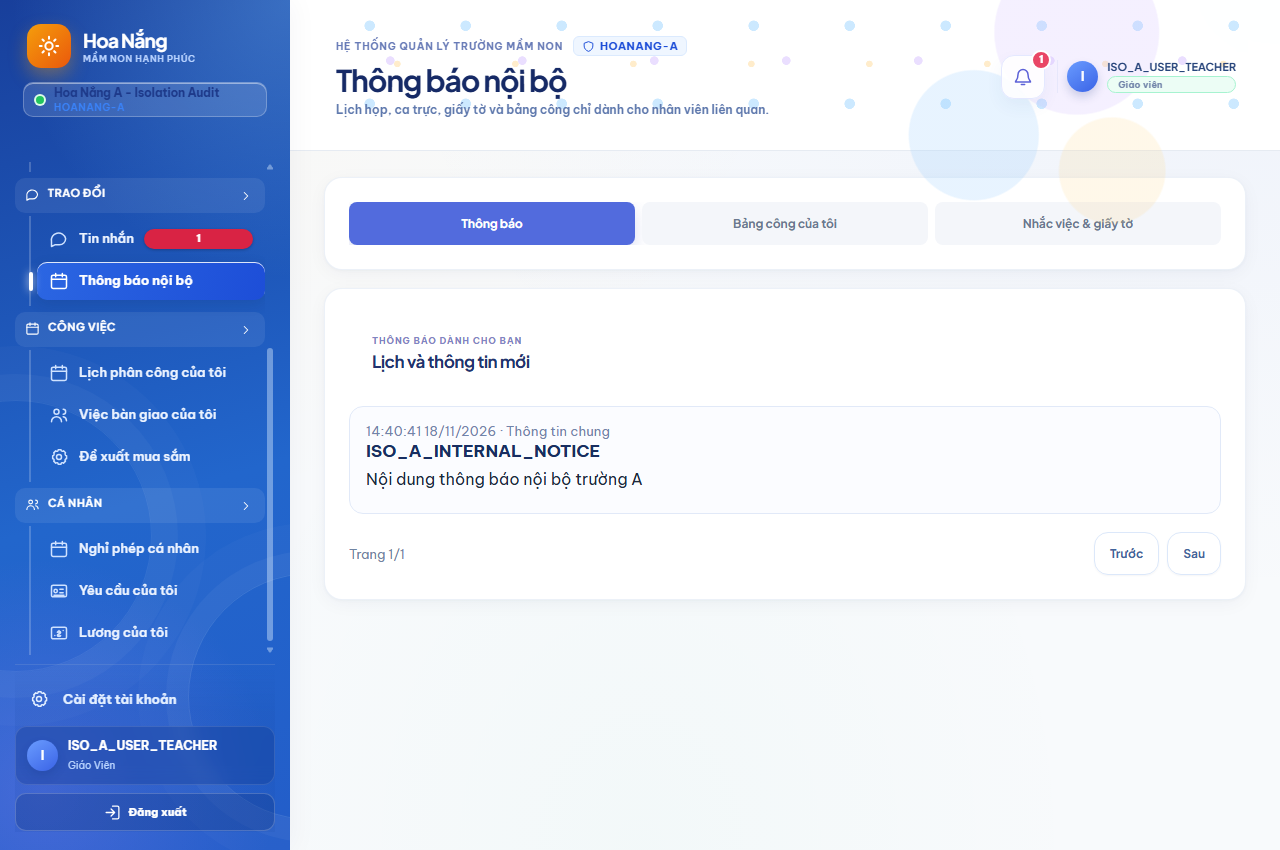 Hoa Nắng
MẦM NON HẠNH PHÚC
Hoa Nắng A - Isolation Audit
HOANANG-A
TRAO ĐỔI
Tin nhắn 1
Thông báo nội bộ
CÔNG VIỆC
Lịch phân công của tôi
Việc bàn giao của tôi
Đề xuất mua sắm
CÁ NHÂN
Nghỉ phép cá nhân
Yêu cầu của tôi
Lương của tôi
Cài đặt tài khoản
I
ISO_A_USER_TEACHER
Giáo Viên
Đăng xuất
HỆ THỐNG QUẢN LÝ TRƯỜNG MẦM NON HOANANG-A
Thông báo nội bộ
Lịch họp, ca trực, giấy tờ và bảng công chỉ dành cho nhân viên liên quan.
1
I
ISO_A_USER_TEACHER
Giáo viên
Thông báo Bảng công của tôi Nhắc việc & giấy tờ
THÔNG BÁO DÀNH CHO BẠN
Lịch và thông tin mới
14:40:41 18/11/2026 · Thông tin chung
ISO_A_INTERNAL_NOTICE
Nội dung thông báo nội bộ trường A
Trang 1/1 Trước Sau